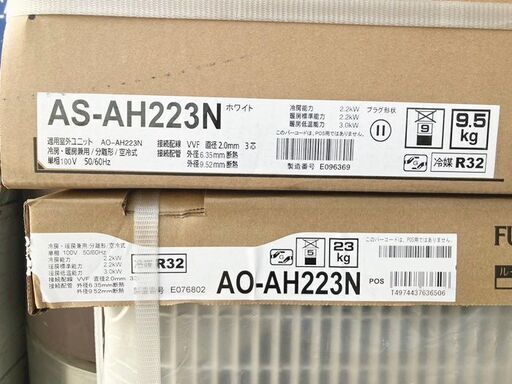 AS-AH223N ホワイト
冷房能力 2.2kW
暖房標準能力 2.2kW
暖房低温能力 3.0kW
プラグ形状
9
9.5kg
適用室外ユニット AO-AH223N
冷房・暖房兼用/分離形/空冷式
単相100V 50/60Hz
接続配線 VVF 直径2.0mm 3芯
接続配管 外径6.35mm断熱
外径9.52mm断熱
このバーコードは、POS用ではありません。
製造番号 E096369
冷媒 R32
冷房・暖房兼用/分離形/空冷式
単相100V 50/60Hz
冷房能力 2.2kW
暖房標準能力 2.2kW
暖房低温能力 3.0kW
接続配線 VVF 直径2.0mm 3芯
接続配管 外径6.35mm断熱
外径9.52mm断熱
冷媒 R32
製造番号 E076802
5
23kg
AO-AH223N
このバーコードは、POS用ではありません。
POS
T4974437636506
FU
ル